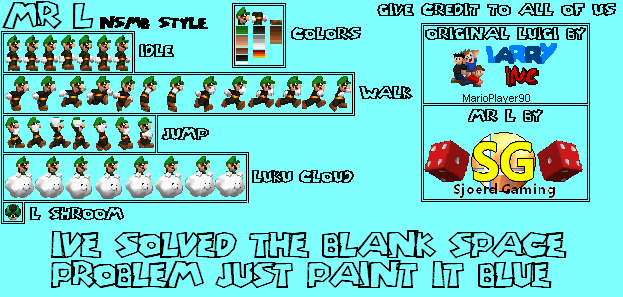 MR L NSMB STYLE
GIVE CREDIT TO ALL OF US
IDLE
COLORS
ORIGINAL LUIGI BY
LARRY
INC
MarioPlayer90
WALK
MR L BY
SG
Sjoerd Gaming
JUMP
LUKU CLOUD
L SHROOM
IVE SOLVED THE BLANK SPACE
PROBLEM JUST PAINT IT BLUE